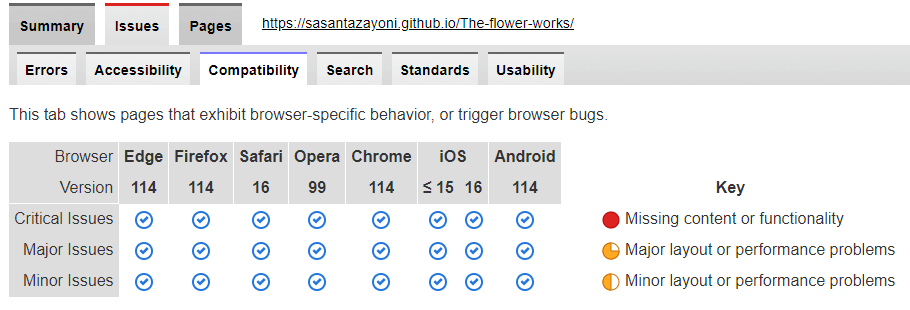 Summary Issues Pages https://sasantazayoni.github.io/The-flower-works/
Errors Accessibility Compatibility Search Standards Usability
This tab shows pages that exhibit browser-specific behavior, or trigger browser bugs.
Browser Edge Firefox Safari Opera Chrome iOS Android
Version 114 114 16 99 114 ≤ 15 16 114 Key
Critical Issues Missing content or functionality
Major Issues Major layout or performance problems
Minor Issues Minor layout or performance problems